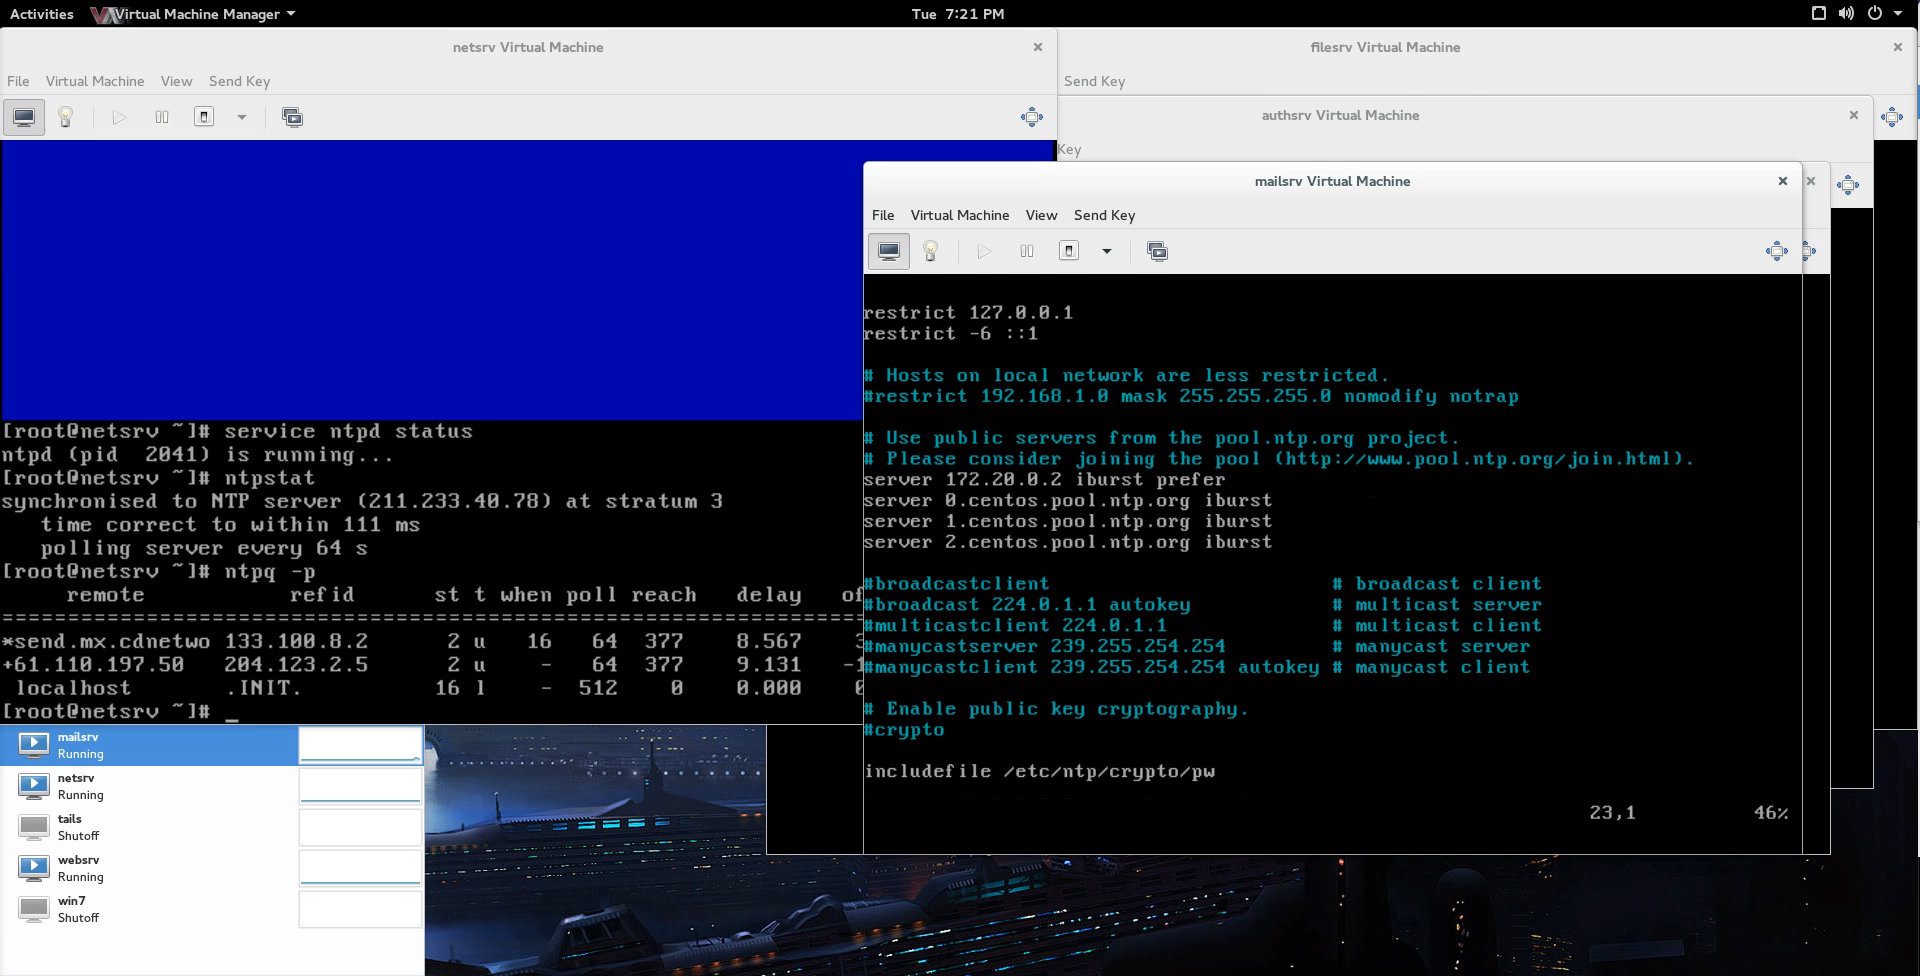 Activities Virtual Machine Manager Tue 7:21 PM
netsrv Virtual Machine
File Virtual Machine View Send Key
[root@netsrv ~]# service ntpd status
ntpd (pid  2041) is running...
[root@netsrv ~]# ntpstat
synchronised to NTP server (211.233.40.78) at stratum 3
   time correct to within 111 ms
   polling server every 64 s
[root@netsrv ~]# ntpq -p
     remote           refid      st t when poll reach   delay   of
==================================================================
*send.mx.cdnetwo 133.100.8.2      2 u   16   64  377    8.567   3
+61.110.197.50   204.123.2.5      2 u    -   64  377    9.131  -1
 localhost       .INIT.          16 l    -  512    0    0.000   0
[root@netsrv ~]# _
filesrv Virtual Machine
Send Key
authsrv Virtual Machine
Key
mailsrv Virtual Machine
File Virtual Machine View Send Key
restrict 127.0.0.1
restrict -6 ::1
# Hosts on local network are less restricted.
#restrict 192.168.1.0 mask 255.255.255.0 nomodify notrap
# Use public servers from the pool.ntp.org project.
# Please consider joining the pool (http://www.pool.ntp.org/join.html).
server 172.20.0.2 iburst prefer
server 0.centos.pool.ntp.org iburst
server 1.centos.pool.ntp.org iburst
server 2.centos.pool.ntp.org iburst
#broadcastclient                        # broadcast client
#broadcast 224.0.1.1 autokey            # multicast server
#multicastclient 224.0.1.1              # multicast client
#manycastserver 239.255.254.254         # manycast server
#manycastclient 239.255.254.254 autokey # manycast client
# Enable public key cryptography.
#crypto
includefile /etc/ntp/crypto/pw
23,1 46%
mailsrv
Running
netsrv
Running
tails
Shutoff
websrv
Running
win7
Shutoff